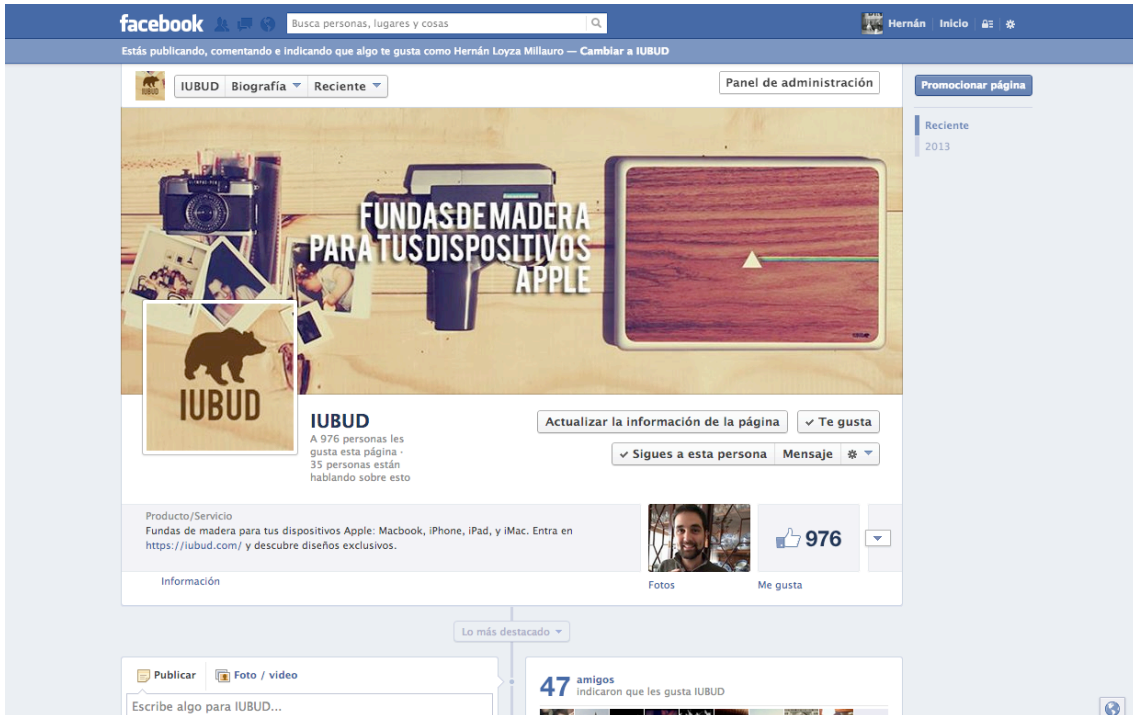 facebook
Busca personas, lugares y cosas
Hernán
Inicio
Estás publicando, comentando e indicando que algo te gusta como Hernán Loyza Millauro — Cambiar a IUBUD
IUBUD
IUBUD
Biografía
Reciente
Panel de administración
Promocionar página
Reciente
2013
FUNDAS DE MADERA
PARA TUS DISPOSITIVOS
APPLE
IUBUD
IUBUD
A 976 personas les
gusta esta página ·
35 personas están
hablando sobre esto
Actualizar la información de la página
✓ Te gusta
✓ Sigues a esta persona
Mensaje
Producto/Servicio
Fundas de madera para tus dispositivos Apple: Macbook, iPhone, iPad, y iMac. Entra en
https://iubud.com/ y descubre diseños exclusivos.
976
Información
Fotos
Me gusta
Lo más destacado
Publicar
Foto / video
Escribe algo para IUBUD...
47 amigos
indicaron que les gusta IUBUD